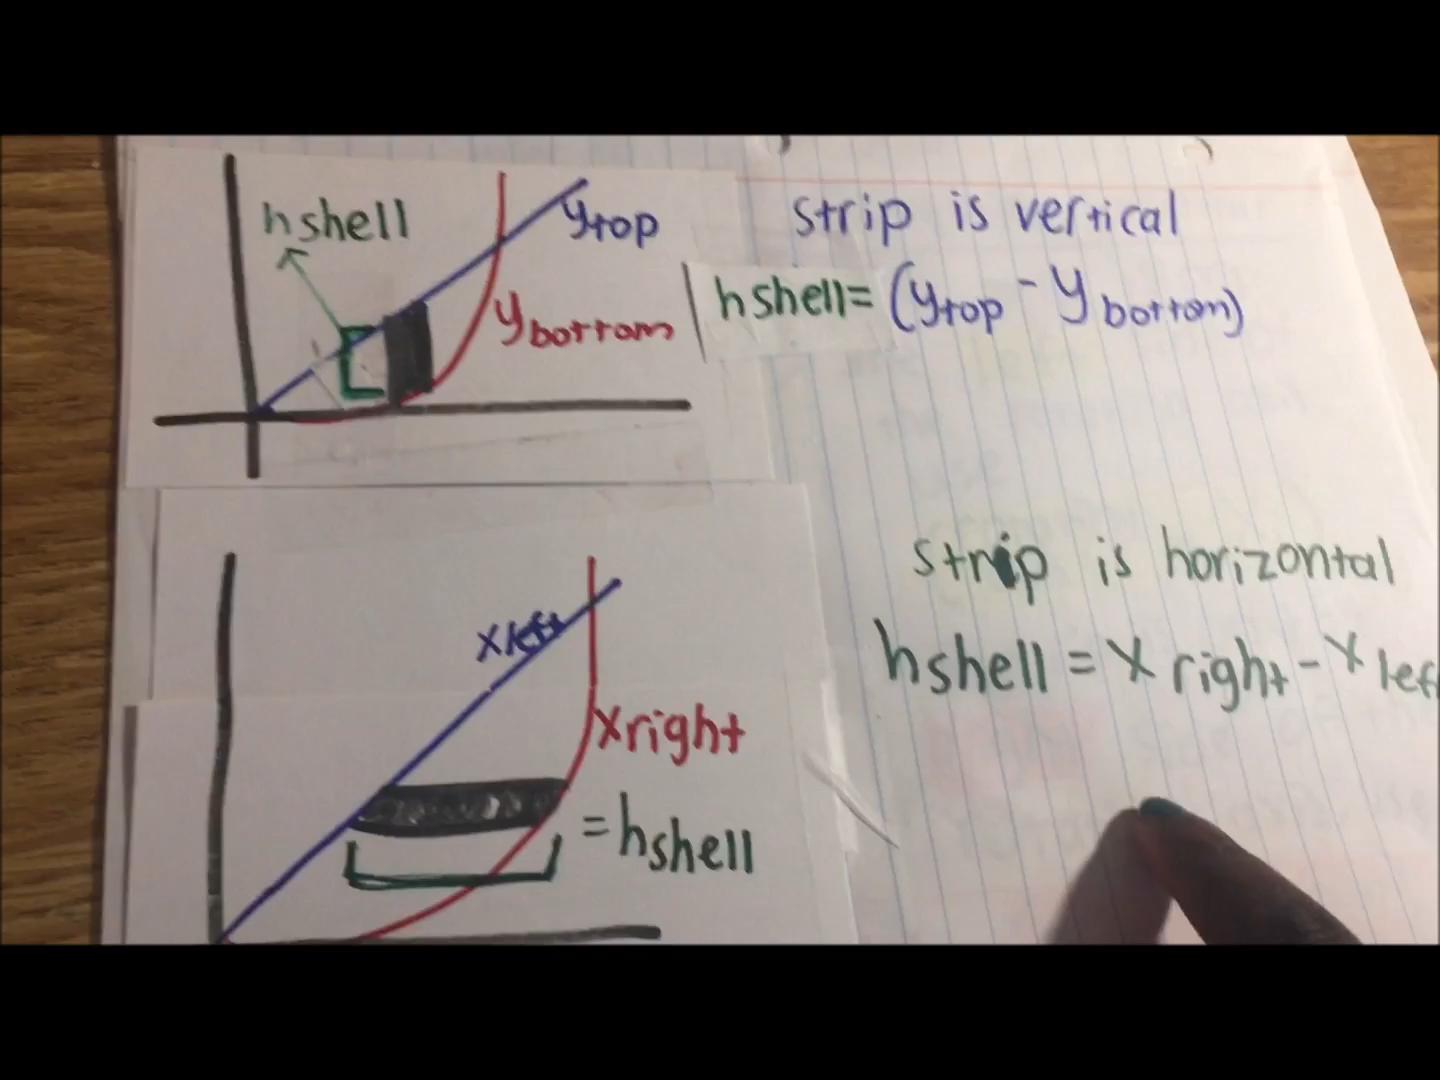 hshell
ytop
ybottom
strip is vertical
hshell= (ytop - ybottom)
xleft
xright
= hshell
strip is horizontal
hshell = x right - x left